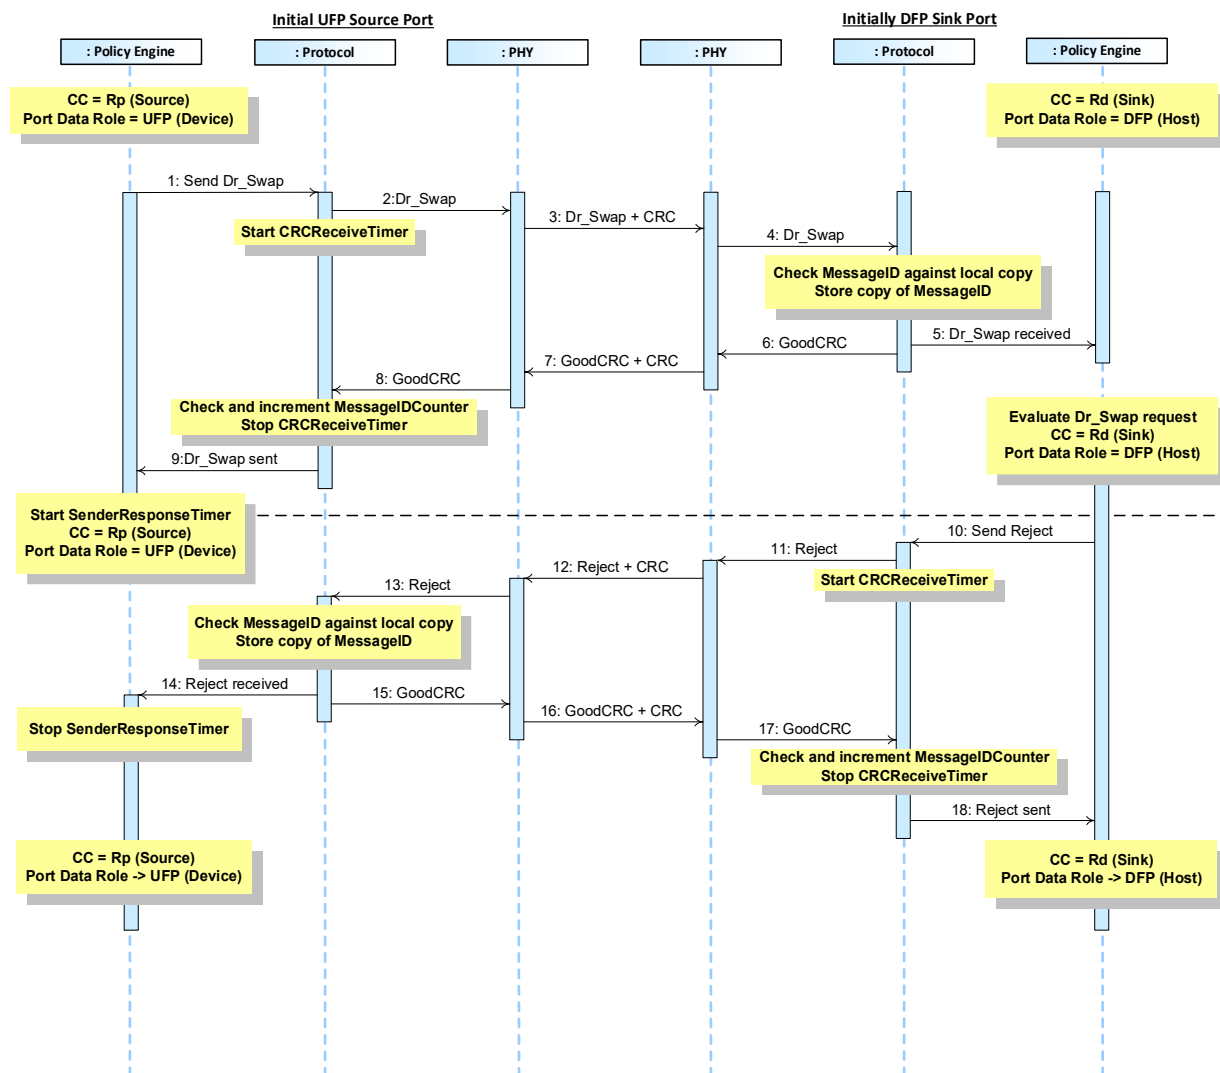 Initial UFP Source Port
Initially DFP Sink Port
: Policy Engine
: Protocol
: PHY
: PHY
: Protocol
: Policy Engine
CC = Rp (Source)
Port Data Role = UFP (Device)
CC = Rd (Sink)
Port Data Role = DFP (Host)
1: Send Dr_Swap
2:Dr_Swap
Start CRCReceiveTimer
3: Dr_Swap + CRC
4: Dr_Swap
Check MessageID against local copy
Store copy of MessageID
5: Dr_Swap received
6: GoodCRC
7: GoodCRC + CRC
8: GoodCRC
Check and increment MessageIDCounter
Stop CRCReceiveTimer
Evaluate Dr_Swap request
CC = Rd (Sink)
Port Data Role = DFP (Host)
9:Dr_Swap sent
Start SenderResponseTimer
CC = Rp (Source)
Port Data Role = UFP (Device)
10: Send Reject
11: Reject
Start CRCReceiveTimer
12: Reject + CRC
13: Reject
Check MessageID against local copy
Store copy of MessageID
14: Reject received
15: GoodCRC
Stop SenderResponseTimer
16: GoodCRC + CRC
17: GoodCRC
Check and increment MessageIDCounter
Stop CRCReceiveTimer
18: Reject sent
CC = Rp (Source)
Port Data Role -> UFP (Device)
CC = Rd (Sink)
Port Data Role -> DFP (Host)